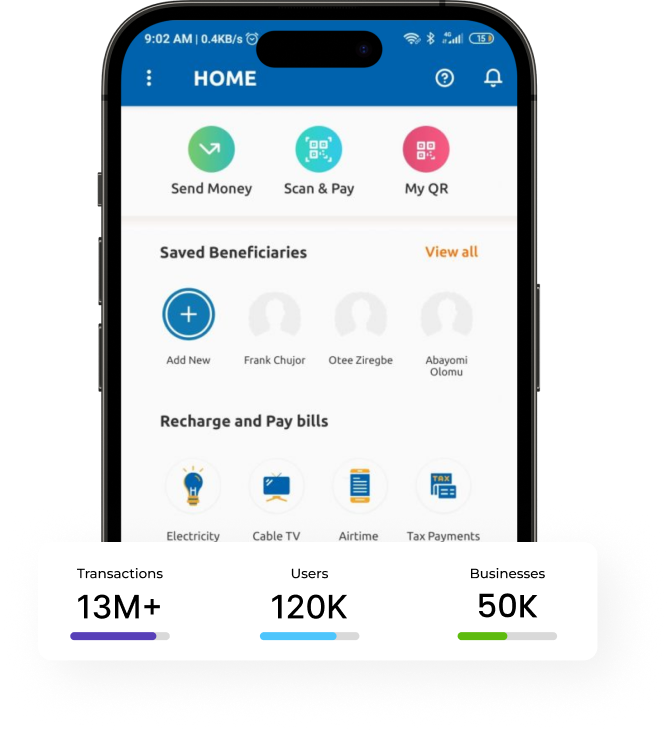 9:02 AM | 0.4KB/s
4G
15
HOME
Send Money
Scan & Pay
My QR
Saved Beneficiaries
View all
Add New
Frank Chujor
Otee Ziregbe
Abayomi
Olomu
Recharge and Pay bills
TAX
Electricity
Cable TV
Airtime
Tax Payments
Transactions
Users
Businesses
13M+
120K
50K